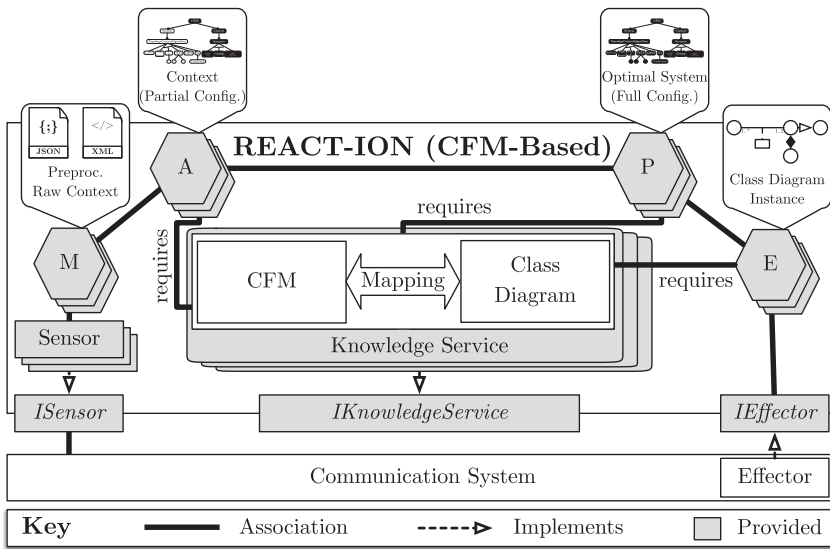 Context
(Partial Config.)
Optimal System
(Full Config.)
{;}
JSON
</>
XML
Preproc.
Raw Context
REACT-ION (CFM-Based)
A
P
Class Diagram
Instance
M
E
requires
requires
requires
CFM
Mapping
Class
Diagram
Knowledge Service
Sensor
ISensor
IKnowledgeService
IEffector
Communication System
Effector
Key
Association
Implements
Provided